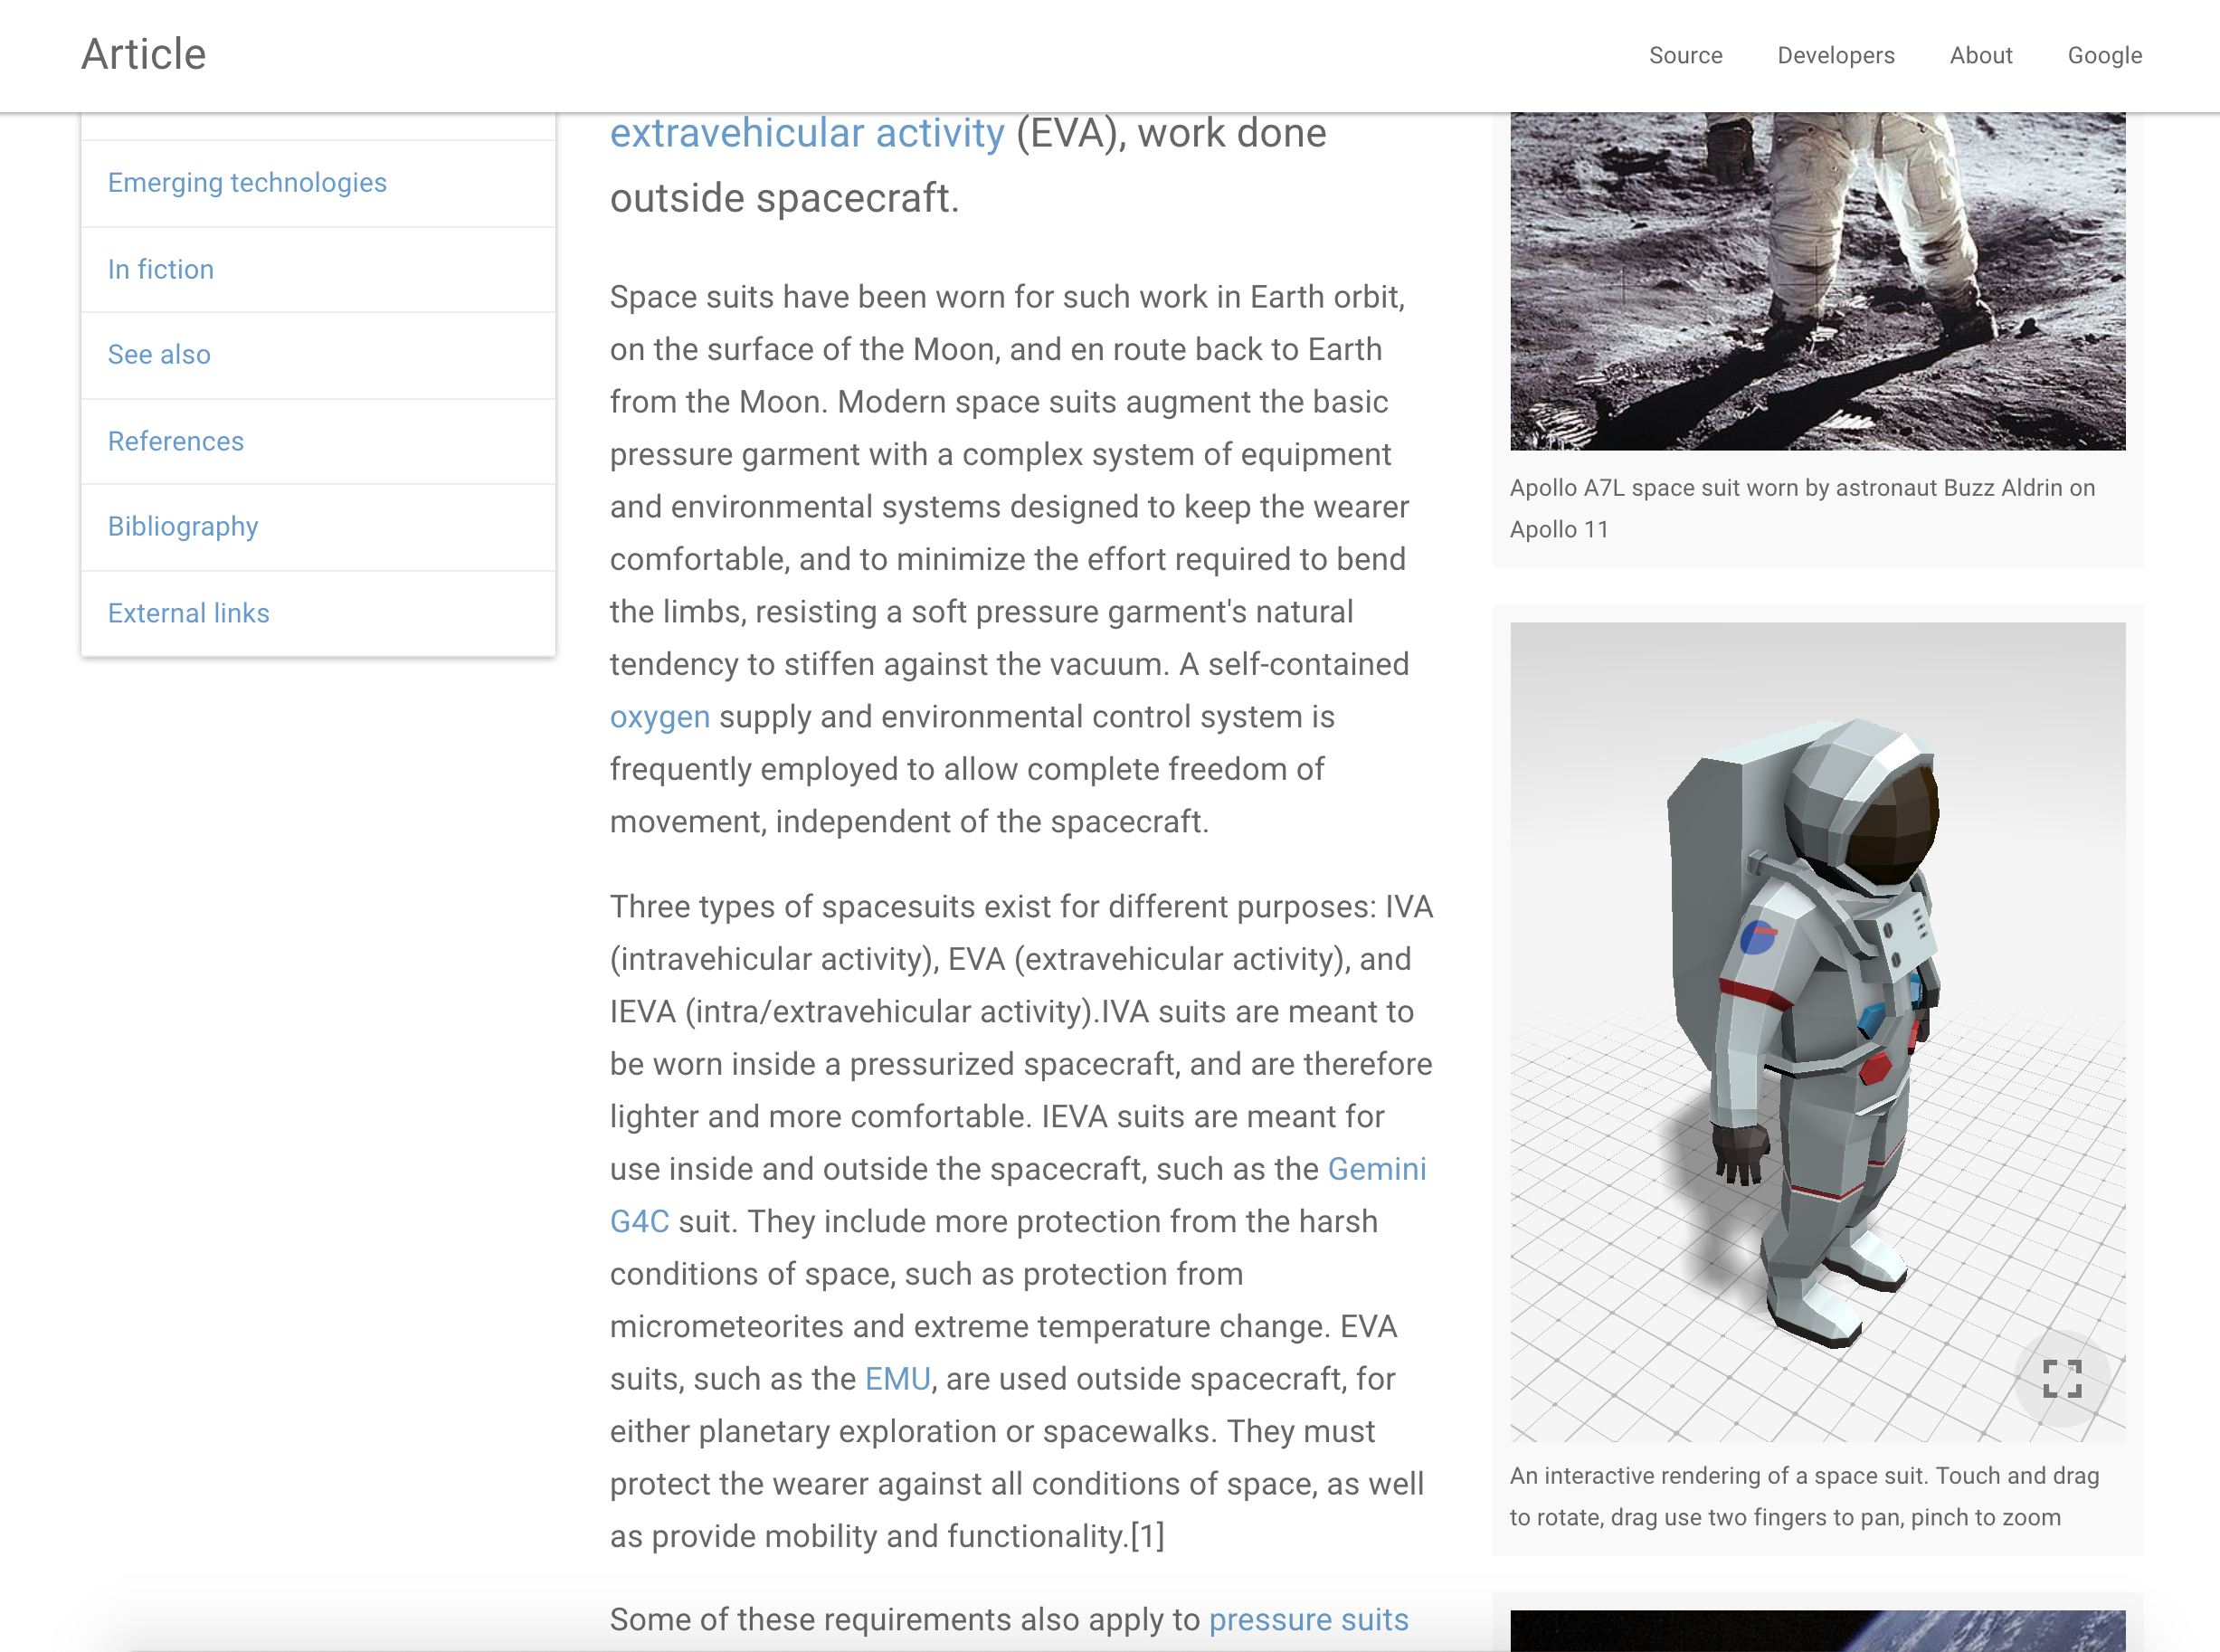 Article
Source
Developers
About
Google
Emerging technologies
In fiction
See also
References
Bibliography
External links
extravehicular activity (EVA), work done
outside spacecraft.
Space suits have been worn for such work in Earth orbit,
on the surface of the Moon, and en route back to Earth
from the Moon. Modern space suits augment the basic
pressure garment with a complex system of equipment
and environmental systems designed to keep the wearer
comfortable, and to minimize the effort required to bend
the limbs, resisting a soft pressure garment's natural
tendency to stiffen against the vacuum. A self-contained
oxygen supply and environmental control system is
frequently employed to allow complete freedom of
movement, independent of the spacecraft.
Three types of spacesuits exist for different purposes: IVA
(intravehicular activity), EVA (extravehicular activity), and
IEVA (intra/extravehicular activity).IVA suits are meant to
be worn inside a pressurized spacecraft, and are therefore
lighter and more comfortable. IEVA suits are meant for
use inside and outside the spacecraft, such as the Gemini
G4C suit. They include more protection from the harsh
conditions of space, such as protection from
micrometeorites and extreme temperature change. EVA
suits, such as the EMU, are used outside spacecraft, for
either planetary exploration or spacewalks. They must
protect the wearer against all conditions of space, as well
as provide mobility and functionality.[1]
Some of these requirements also apply to pressure suits
Apollo A7L space suit worn by astronaut Buzz Aldrin on
Apollo 11
An interactive rendering of a space suit. Touch and drag
to rotate, drag use two fingers to pan, pinch to zoom